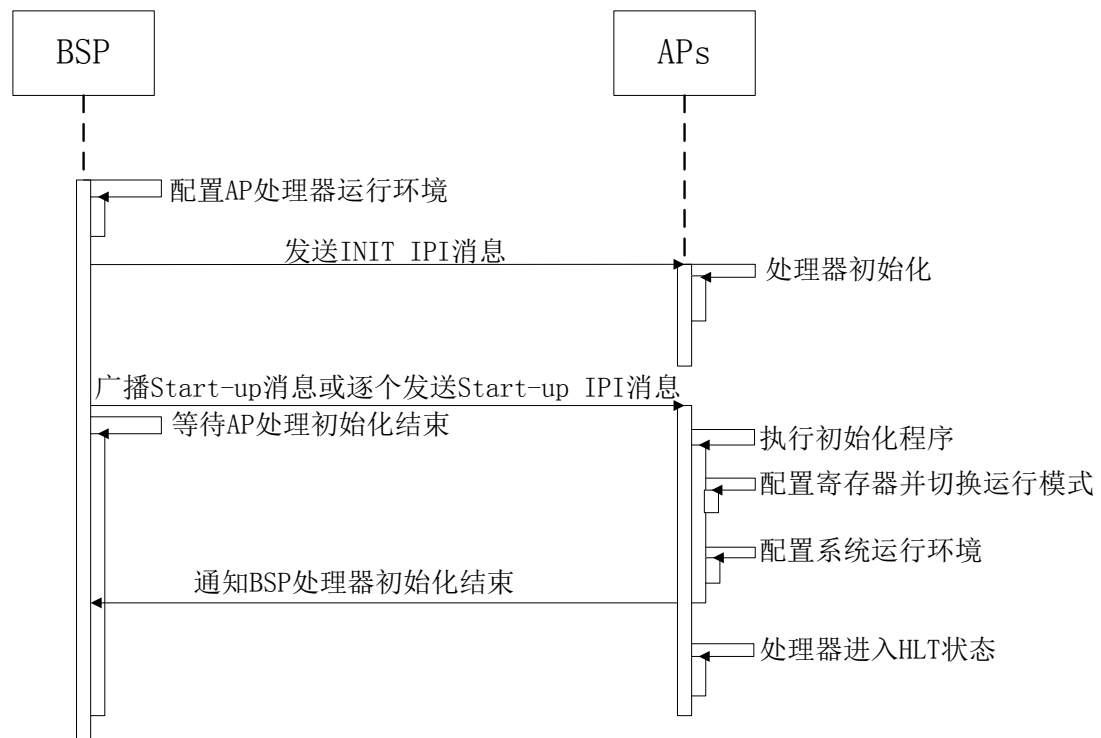 BSP
APs
配置AP处理器运行环境
发送INIT IPI消息
处理器初始化
广播Start-up消息或逐个发送Start-up IPI消息
等待AP处理初始化结束
执行初始化程序
配置寄存器并切换运行模式
配置系统运行环境
通知BSP处理器初始化结束
处理器进入HLT状态